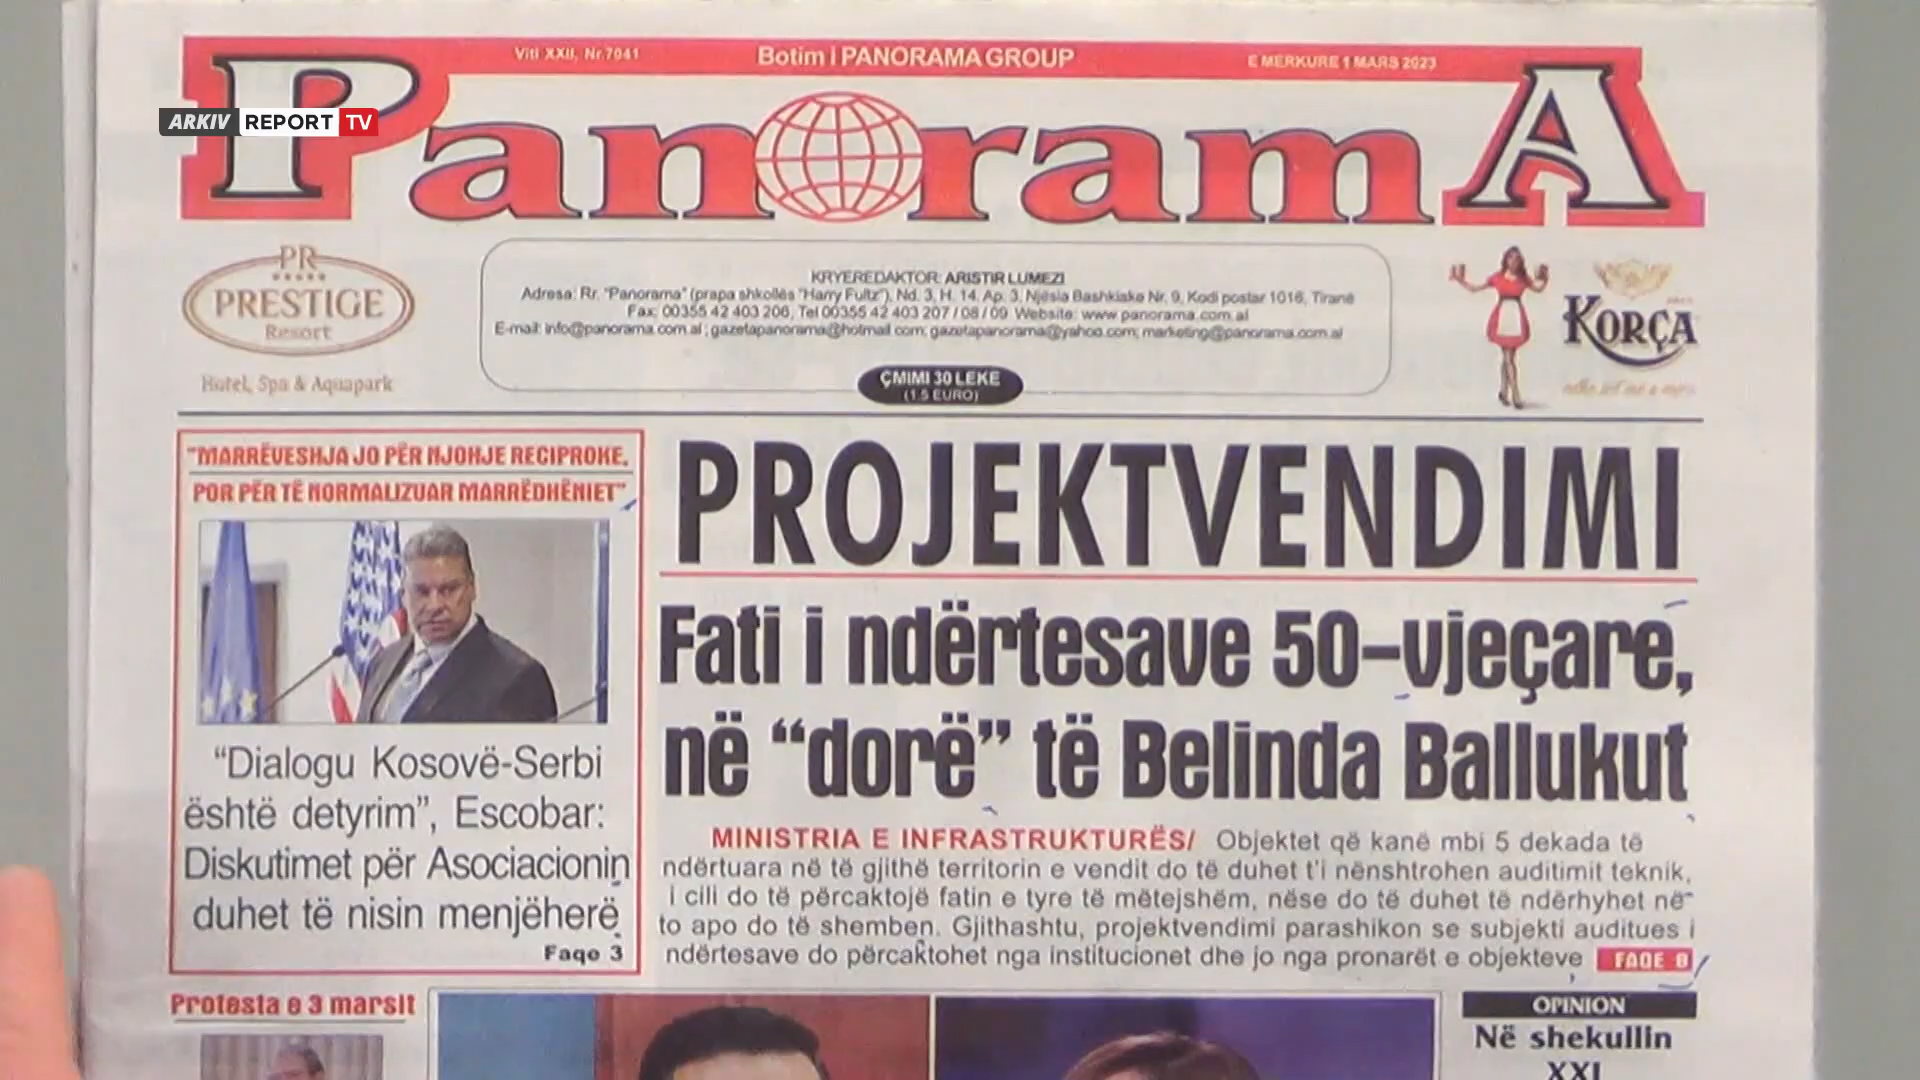 Viti XXII, Nr.7041
Botim i PANORAMA GROUP
E MERKURE 1 MARS 2023
ARKIV REPORT TV
PanoramA
PR
PRESTIGE
Resort
Hotel, Spa & Aquapark
KRYEREDAKTOR: ARISTIR LUMEZI
Adresa: Rr. "Panorama" (prapa shkollës "Harry Fultz"), Nd. 3, H. 14, Ap. 3, Njësia Bashkiake Nr. 9, Kodi postar 1016, Tiranë
Fax: 00355 42 403 206, Tel 00355 42 403 207 / 08 / 09 Website: www.panorama.com.al
E-mail: info@panorama.com.al; gazetapanorama@hotmail.com; gazetapanorama@yahoo.com; marketing@panorama.com.al
ÇMIMI 30 LEKE
(1.5 EURO)
KORÇA
"MARRËVESHJA JO PËR NJOHJE RECIPROKE,
POR PËR TË NORMALIZUAR MARRËDHËNIET"
"Dialogu Kosovë-Serbi
është detyrim", Escobar:
Diskutimet për Asociacionin
duhet të nisin menjëherë
Faqe 3
PROJEKTVENDIMI
Fati i ndërtesave 50-vjeçare,
në "dorë" të Belinda Ballukut
MINISTRIA E INFRASTRUKTURËS/ Objektet që kanë mbi 5 dekada të
ndërtuara në të gjithë territorin e vendit do të duhet t'i nënshtrohen auditimit teknik,
i cili do të përcaktojë fatin e tyre të mëtejshëm, nëse do të duhet të ndërhyhet në
to apo do të shemben. Gjithashtu, projektvendimi parashikon se subjekti auditues i
ndërtesave do përcaktohet nga institucionet dhe jo nga pronarët e objekteve FAQE 8
Protesta e 3 marsit
OPINION
Në shekullin
XXI